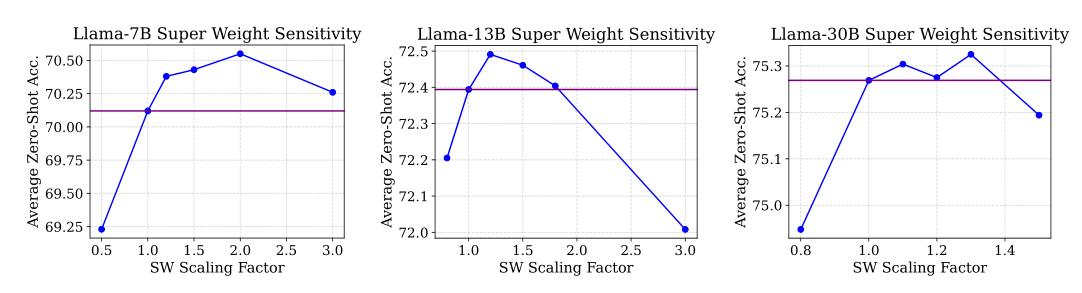 Llama-7B Super Weight Sensitivity
Average Zero-Shot Acc.
70.50
70.25
70.00
69.75
69.50
69.25
0.5 1.0 1.5 2.0 2.5 3.0
SW Scaling Factor
Llama-13B Super Weight Sensitivity
Average Zero-Shot Acc.
72.5
72.4
72.3
72.2
72.1
72.0
1.0 1.5 2.0 2.5 3.0
SW Scaling Factor
Llama-30B Super Weight Sensitivity
Average Zero-Shot Acc.
75.3
75.2
75.1
75.0
0.8 1.0 1.2 1.4
SW Scaling Factor